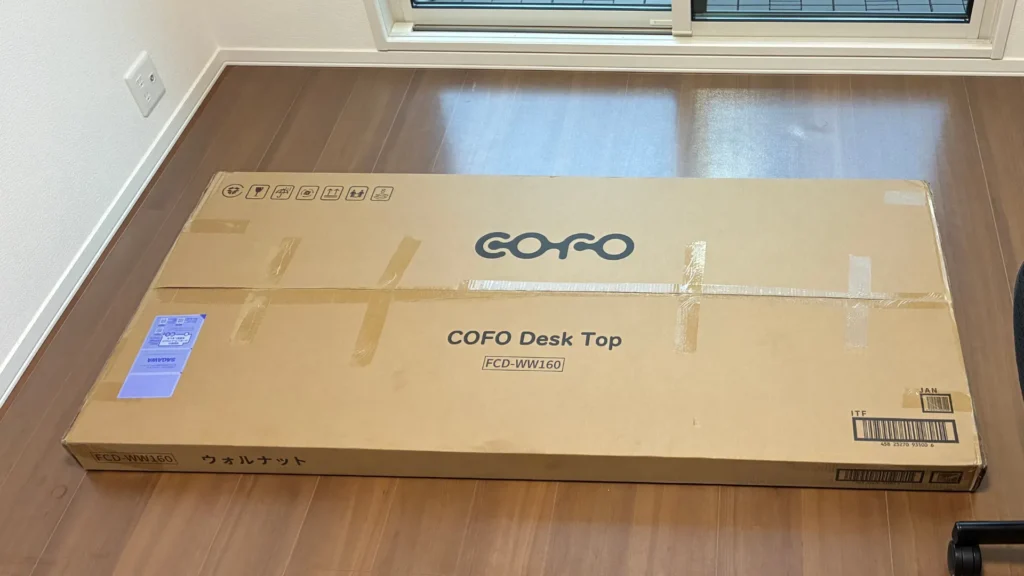 COFO
COFO Desk Top
FCD-WW160
JAN
ITF
FCD-WW160
ウォルナット